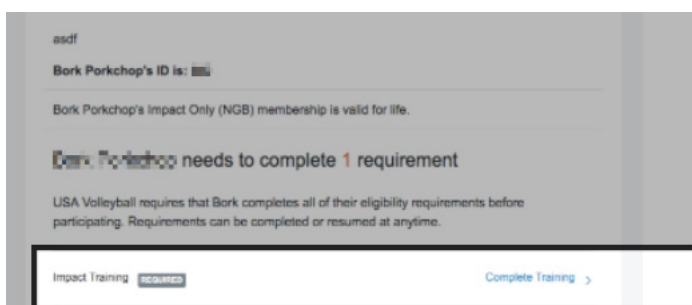 asdf
Bork Porkchop's ID is:
Bork Porkchop's Impact Only (NGB) membership is valid for life.
needs to complete 1 requirement
USA Volleyball requires that Bork completes all of their eligibility requirements before
participating. Requirements can be completed or resumed at anytime.
Impact Training REQUIRED Complete Training >